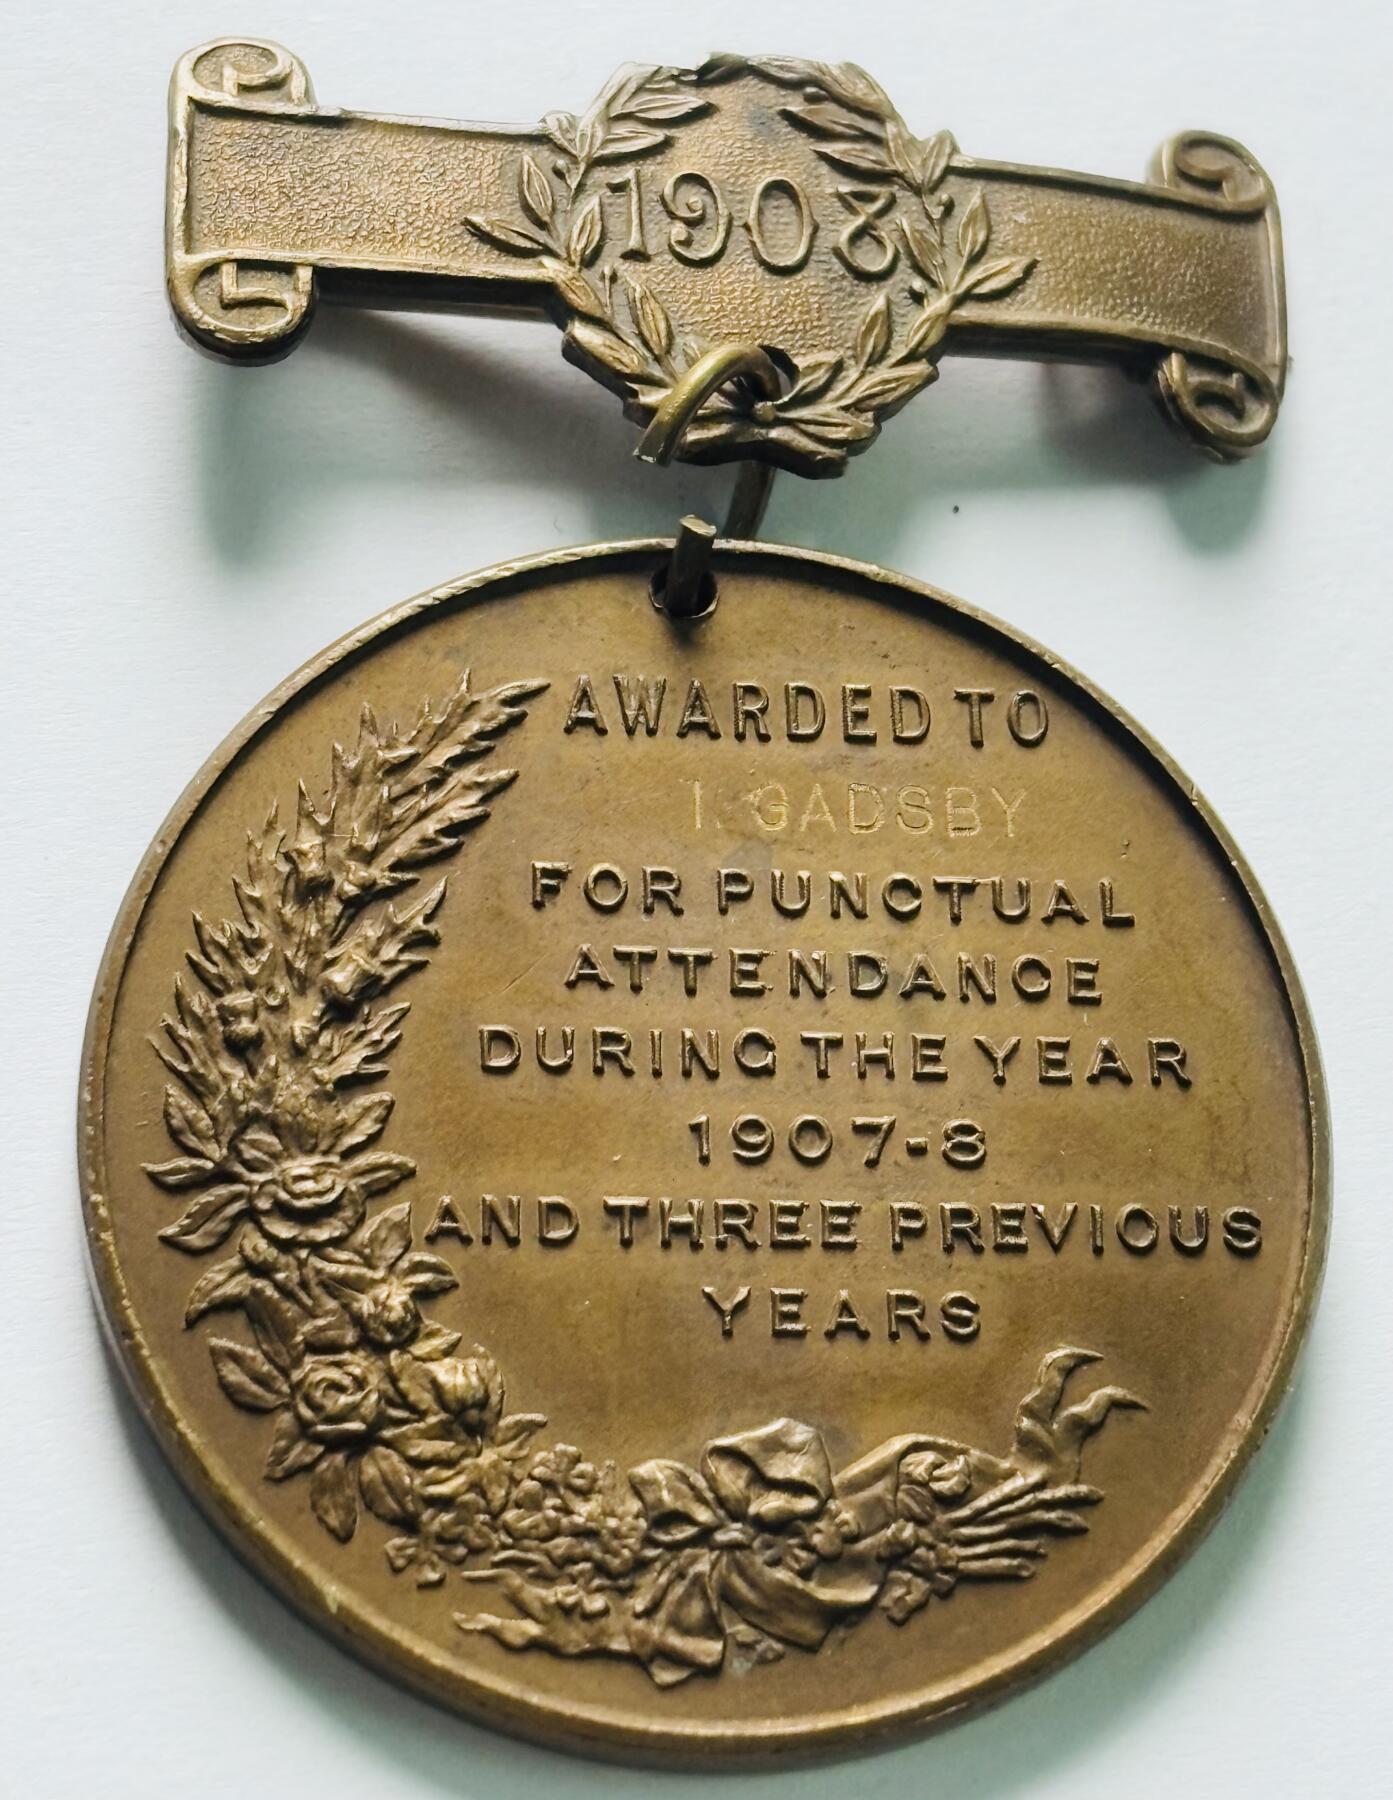 1908
AWARDED TO
I. GADSBY
FOR PUNCTUAL
ATTENDANCE
DURING THE YEAR
1907-8
AND THREE PREVIOUS
YEARS